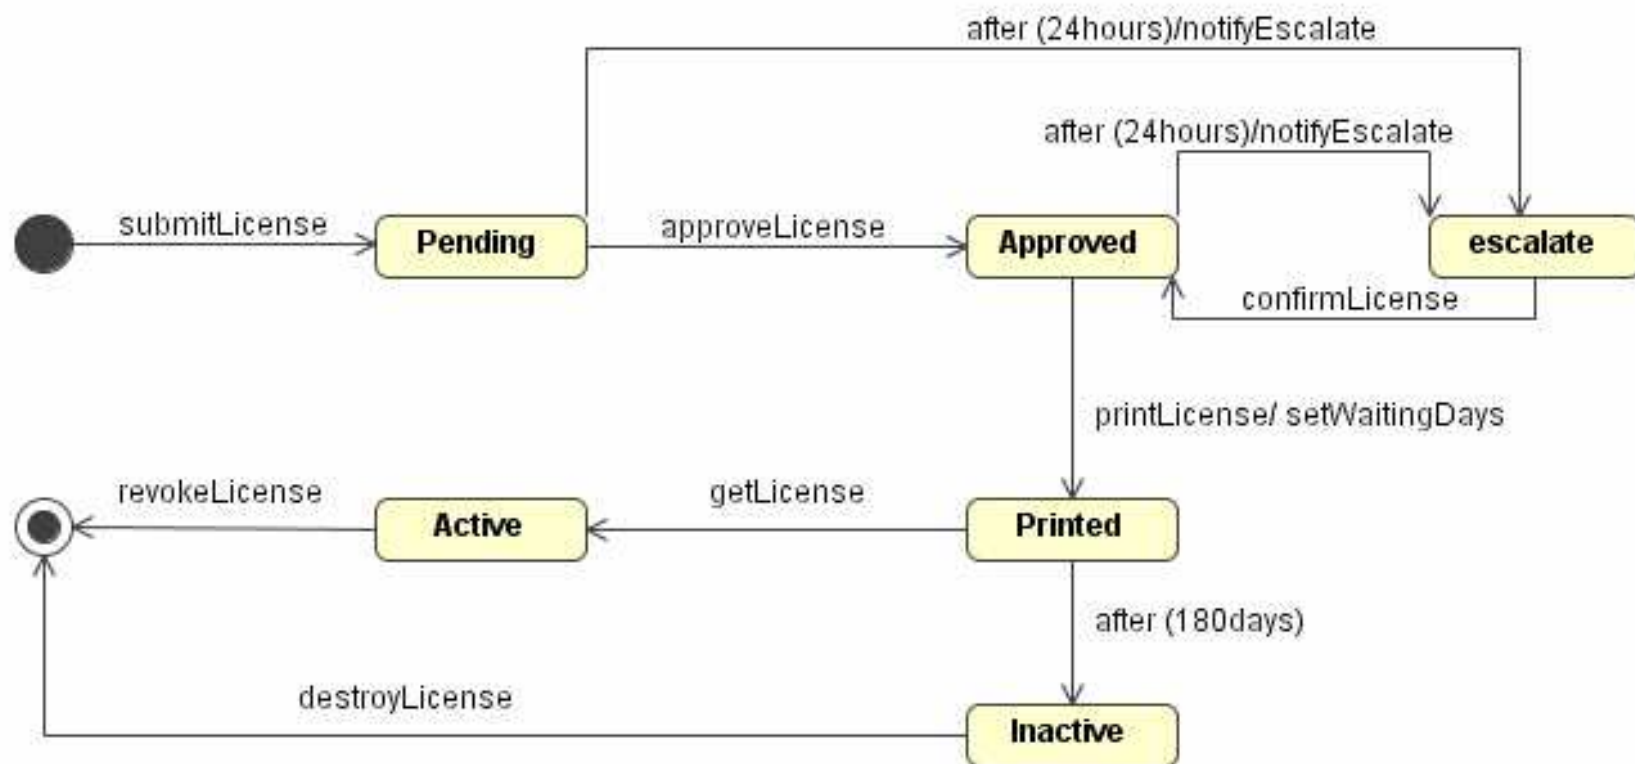 after (24hours)/notifyEscalate
after (24hours)/notifyEscalate
submitLicense
Pending
approveLicense
Approved
escalate
confirmLicense
printLicense/ setWaitingDays
revokeLicense
Active
getLicense
Printed
after (180days)
destroyLicense
Inactive